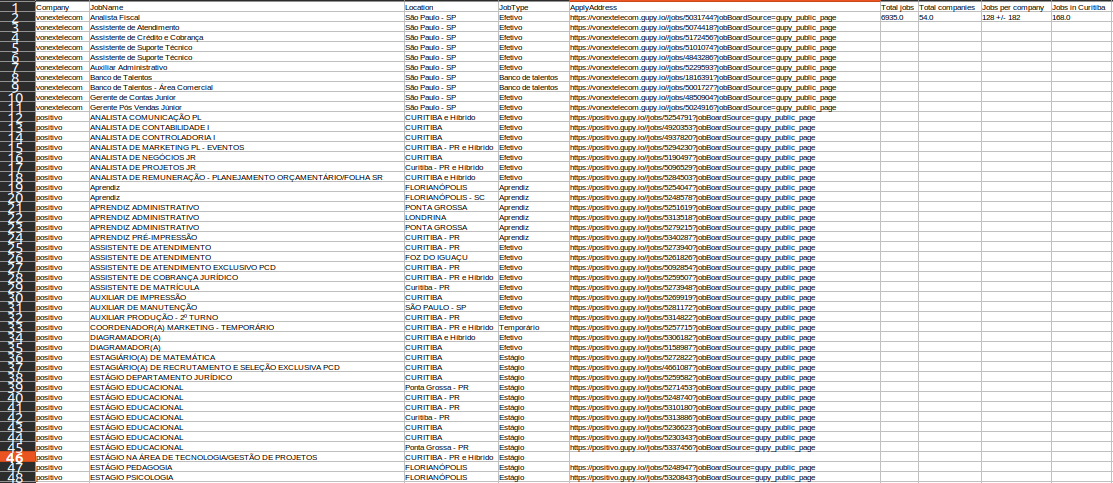 1 Company JobName Location JobType ApplyAddress Total jobs Total companies Jobs per company Jobs in Curitiba
2 vonextelecom Analista Fiscal São Paulo - SP Efetivo https://vonextelecom.gupy.io//jobs/5031744?jobBoardSource=gupy_public_page 6935.0 54.0 128 +/- 182 168.0
3 vonextelecom Assistente de Atendimento São Paulo - SP Efetivo https://vonextelecom.gupy.io//jobs/5074418?jobBoardSource=gupy_public_page
4 vonextelecom Assistente de Crédito e Cobrança São Paulo - SP Efetivo https://vonextelecom.gupy.io//jobs/5172456?jobBoardSource=gupy_public_page
5 vonextelecom Assistente de Suporte Técnico São Paulo - SP Efetivo https://vonextelecom.gupy.io//jobs/5101074?jobBoardSource=gupy_public_page
6 vonextelecom Assistente de Suporte Técnico São Paulo - SP Efetivo https://vonextelecom.gupy.io//jobs/4843286?jobBoardSource=gupy_public_page
7 vonextelecom Auxiliar Administrativo São Paulo - SP Efetivo https://vonextelecom.gupy.io//jobs/5229593?jobBoardSource=gupy_public_page
8 vonextelecom Banco de Talentos São Paulo - SP Banco de talentos https://vonextelecom.gupy.io//jobs/1816391?jobBoardSource=gupy_public_page
9 vonextelecom Banco de Talentos - Área Comercial São Paulo - SP Banco de talentos https://vonextelecom.gupy.io//jobs/5001727?jobBoardSource=gupy_public_page
10 vonextelecom Gerente de Contas Junior São Paulo - SP Efetivo https://vonextelecom.gupy.io//jobs/4850904?jobBoardSource=gupy_public_page
11 vonextelecom Gerente Pós Vendas Júnior São Paulo - SP Efetivo https://vonextelecom.gupy.io//jobs/5024916?jobBoardSource=gupy_public_page
12 positivo ANALISTA COMUNICAÇÃO PL CURITIBA e Híbrido Efetivo https://positivo.gupy.io//jobs/5254791?jobBoardSource=gupy_public_page
13 positivo ANALISTA DE CONTABILIDADE I CURITIBA Efetivo https://positivo.gupy.io//jobs/4920353?jobBoardSource=gupy_public_page
14 positivo ANALISTA DE CONTROLADORIA I CURITIBA Efetivo https://positivo.gupy.io//jobs/4937820?jobBoardSource=gupy_public_page
15 positivo ANALISTA DE MARKETING PL - EVENTOS CURITIBA - PR e Híbrido Efetivo https://positivo.gupy.io//jobs/5294230?jobBoardSource=gupy_public_page
16 positivo ANALISTA DE NEGÓCIOS JR CURITIBA Efetivo https://positivo.gupy.io//jobs/5190497?jobBoardSource=gupy_public_page
17 positivo ANALISTA DE PROJETOS JR Curitiba - PR e Híbrido Efetivo https://positivo.gupy.io//jobs/5096529?jobBoardSource=gupy_public_page
18 positivo ANALISTA DE REMUNERAÇÃO - PLANEJAMENTO ORÇAMENTÁRIO/FOLHA SR CURITIBA e Híbrido Efetivo https://positivo.gupy.io//jobs/5284503?jobBoardSource=gupy_public_page
19 positivo Aprendiz FLORIANÓPOLIS Aprendiz https://positivo.gupy.io//jobs/5254047?jobBoardSource=gupy_public_page
20 positivo Aprendiz FLORIANÓPOLIS - SC Aprendiz https://positivo.gupy.io//jobs/5248578?jobBoardSource=gupy_public_page
21 positivo APRENDIZ ADMINISTRATIVO PONTA GROSSA Aprendiz https://positivo.gupy.io//jobs/5251619?jobBoardSource=gupy_public_page
22 positivo APRENDIZ ADMINISTRATIVO LONDRINA Aprendiz https://positivo.gupy.io//jobs/5313518?jobBoardSource=gupy_public_page
23 positivo APRENDIZ ADMINISTRATIVO PONTA GROSSA Aprendiz https://positivo.gupy.io//jobs/5279215?jobBoardSource=gupy_public_page
24 positivo APRENDIZ PRÉ-IMPRESSÃO CURITIBA - PR Aprendiz https://positivo.gupy.io//jobs/5340287?jobBoardSource=gupy_public_page
25 positivo ASSISTENTE DE ATENDIMENTO CURITIBA - PR Efetivo https://positivo.gupy.io//jobs/5273940?jobBoardSource=gupy_public_page
26 positivo ASSISTENTE DE ATENDIMENTO FOZ DO IGUAÇU Efetivo https://positivo.gupy.io//jobs/5261826?jobBoardSource=gupy_public_page
27 positivo ASSISTENTE DE ATENDIMENTO EXCLUSIVO PCD CURITIBA - PR Efetivo https://positivo.gupy.io//jobs/5092854?jobBoardSource=gupy_public_page
28 positivo ASSISTENTE DE COBRANÇA JURÍDICO CURITIBA - PR e Híbrido Efetivo https://positivo.gupy.io//jobs/5259507?jobBoardSource=gupy_public_page
29 positivo ASSISTENTE DE MATRÍCULA Curitiba - PR Efetivo https://positivo.gupy.io//jobs/5273948?jobBoardSource=gupy_public_page
30 positivo AUXILIAR DE IMPRESSÃO CURITIBA Efetivo https://positivo.gupy.io//jobs/5269919?jobBoardSource=gupy_public_page
31 positivo AUXILIAR DE MANUTENÇÃO SÃO PAULO - SP Efetivo https://positivo.gupy.io//jobs/5281172?jobBoardSource=gupy_public_page
32 positivo AUXILIAR PRODUÇÃO - 2º TURNO CURITIBA - PR Efetivo https://positivo.gupy.io//jobs/5314822?jobBoardSource=gupy_public_page
33 positivo COORDENADOR(A) MARKETING - TEMPORÁRIO CURITIBA - PR e Híbrido Temporário https://positivo.gupy.io//jobs/5257715?jobBoardSource=gupy_public_page
34 positivo DIAGRAMADOR(A) CURITIBA e Híbrido Efetivo https://positivo.gupy.io//jobs/5306182?jobBoardSource=gupy_public_page
35 positivo DIAGRAMADOR(A) CURITIBA Efetivo https://positivo.gupy.io//jobs/5158987?jobBoardSource=gupy_public_page
36 positivo ESTAGIÁRIO(A) DE MATEMÁTICA CURITIBA Estágio https://positivo.gupy.io//jobs/5272822?jobBoardSource=gupy_public_page
37 positivo ESTAGIÁRIO(A) DE RECRUTAMENTO E SELEÇÃO EXCLUSIVA PCD CURITIBA Estágio https://positivo.gupy.io//jobs/4661087?jobBoardSource=gupy_public_page
38 positivo ESTÁGIO DEPARTAMENTO JURÍDICO CURITIBA Estágio https://positivo.gupy.io//jobs/5259582?jobBoardSource=gupy_public_page
39 positivo ESTÁGIO EDUCACIONAL Ponta Grossa - PR Estágio https://positivo.gupy.io//jobs/5271453?jobBoardSource=gupy_public_page
40 positivo ESTÁGIO EDUCACIONAL CURITIBA - PR Estágio https://positivo.gupy.io//jobs/5248740?jobBoardSource=gupy_public_page
41 positivo ESTÁGIO EDUCACIONAL CURITIBA - PR Estágio https://positivo.gupy.io//jobs/5310180?jobBoardSource=gupy_public_page
42 positivo ESTÁGIO EDUCACIONAL Curitiba - PR Estágio https://positivo.gupy.io//jobs/5313886?jobBoardSource=gupy_public_page
43 positivo ESTÁGIO EDUCACIONAL CURITIBA Estágio https://positivo.gupy.io//jobs/5236623?jobBoardSource=gupy_public_page
44 positivo ESTÁGIO EDUCACIONAL CURITIBA Estágio https://positivo.gupy.io//jobs/5230343?jobBoardSource=gupy_public_page
45 positivo ESTÁGIO EDUCACIONAL Ponta Grossa - PR Estágio https://positivo.gupy.io//jobs/5337456?jobBoardSource=gupy_public_page
46 positivo ESTÁGIO NA ÁREA DE TECNOLOGIA/GESTÃO DE PROJETOS CURITIBA - PR e Híbrido Estágio
47 positivo ESTÁGIO PEDAGOGIA FLORIANÓPOLIS Estágio https://positivo.gupy.io//jobs/5248947?jobBoardSource=gupy_public_page
48 positivo ESTAGIO PSICOLOGIA FLORIANÓPOLIS Estágio https://positivo.gupy.io//jobs/5320843?jobBoardSource=gupy_public_page